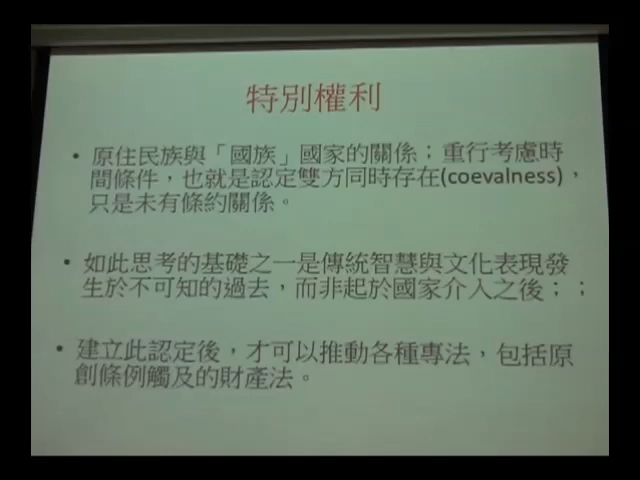 特別權利
• 原住民族與「國族」國家的關係；重行考慮時
間條件，也就是認定雙方同時存在(coevalness)，
只是未有條約關係。
• 如此思考的基礎之一是傳統智慧與文化表現發
生於不可知的過去，而非起於國家介入之後；；
• 建立此認定後，才可以推動各種專法，包括原
創條例觸及的財產法。